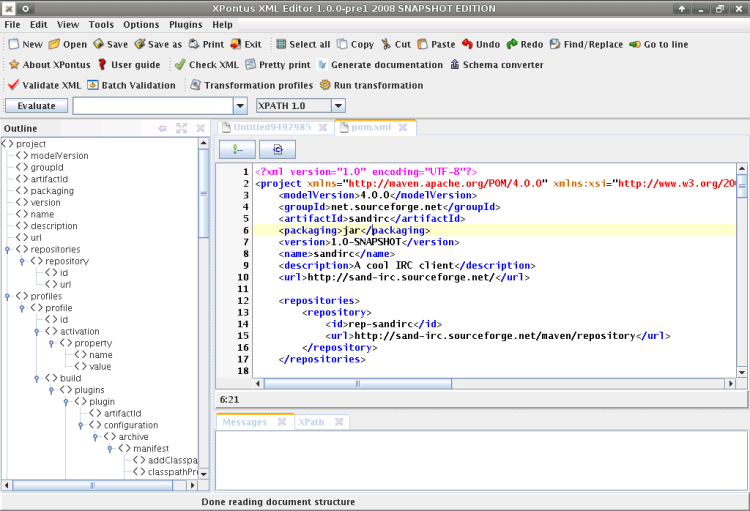 XPontus XML Editor 1.0.0-pre1 2008 SNAPSHOT EDITION
File Edit View Tools Options Plugins Help
New Open Save Save as Print Exit Select all Copy Cut Paste Undo Redo Find/Replace Go to line
About XPontus User guide Check XML Pretty print Generate documentation Schema converter
Validate XML Batch Validation Transformation profiles Run transformation
Evaluate XPATH 1.0
Outline
project
modelVersion
groupId
artifactId
packaging
version
name
description
url
repositories
repository
id
url
profiles
profile
id
activation
property
name
value
build
plugins
plugin
artifactId
configuration
archive
manifest
addClasspa
classpathPre
Untitled9497985 pom.xml
1 <?xml version="1.0" encoding="UTF-8"?>
2 <project xmlns="http://maven.apache.org/POM/4.0.0" xmlns:xsi="http://www.w3.org/200
3 <modelVersion>4.0.0</modelVersion>
4 <groupId>net.sourceforge.net</groupId>
5 <artifactId>sandirc</artifactId>
6 <packaging>jar</packaging>
7 <version>1.0-SNAPSHOT</version>
8 <name>sandirc</name>
9 <description>A cool IRC client</description>
10 <url>http://sand-irc.sourceforge.net/</url>
11
12 <repositories>
13 <repository>
14 <id>rep-sandirc</id>
15 <url>http://sand-irc.sourceforge.net/maven/repository</url>
16 </repository>
17 </repositories>
18
6:21
Messages XPath
Done reading document structure